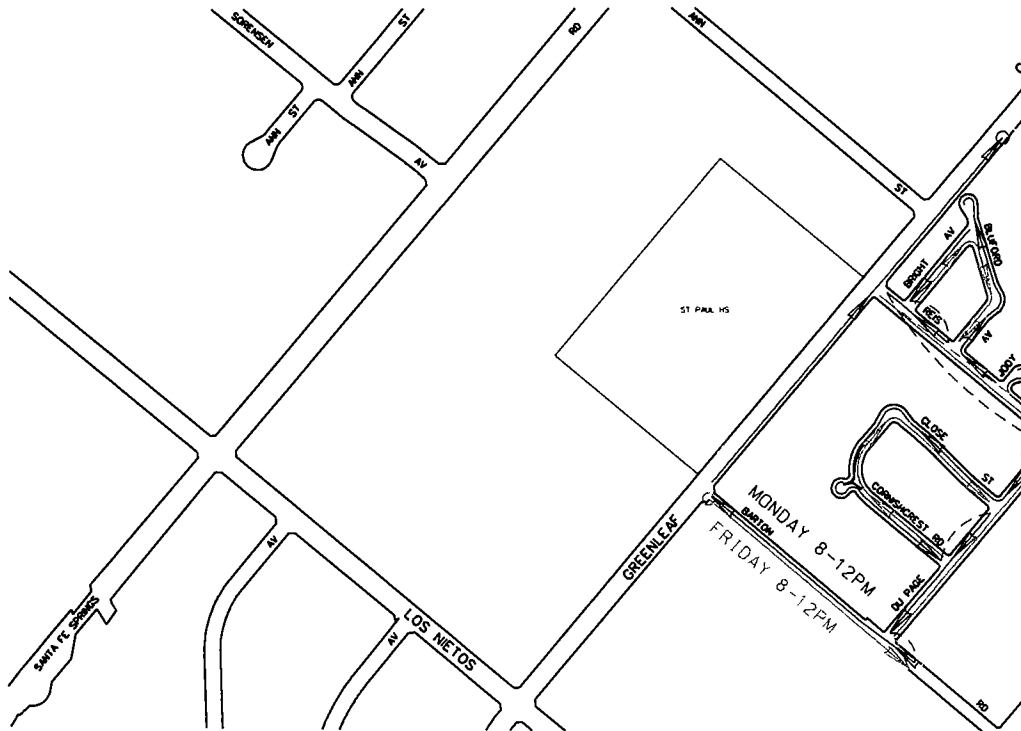 SORENSEN
AV
ANN
ST
ANN
ST
RD
ANN
ST
BRIGHT
AV
BLUFORD
AV
REIS
JODY
ST PAUL HS
CLOSE
ST
CORNISHCREST RD
DU PAGE
BARTON
RD
MONDAY 8-12PM
FRIDAY 8-12PM
GREENLEAF
LOS NIETOS
AV
AV
SANTA FE SPRINGS